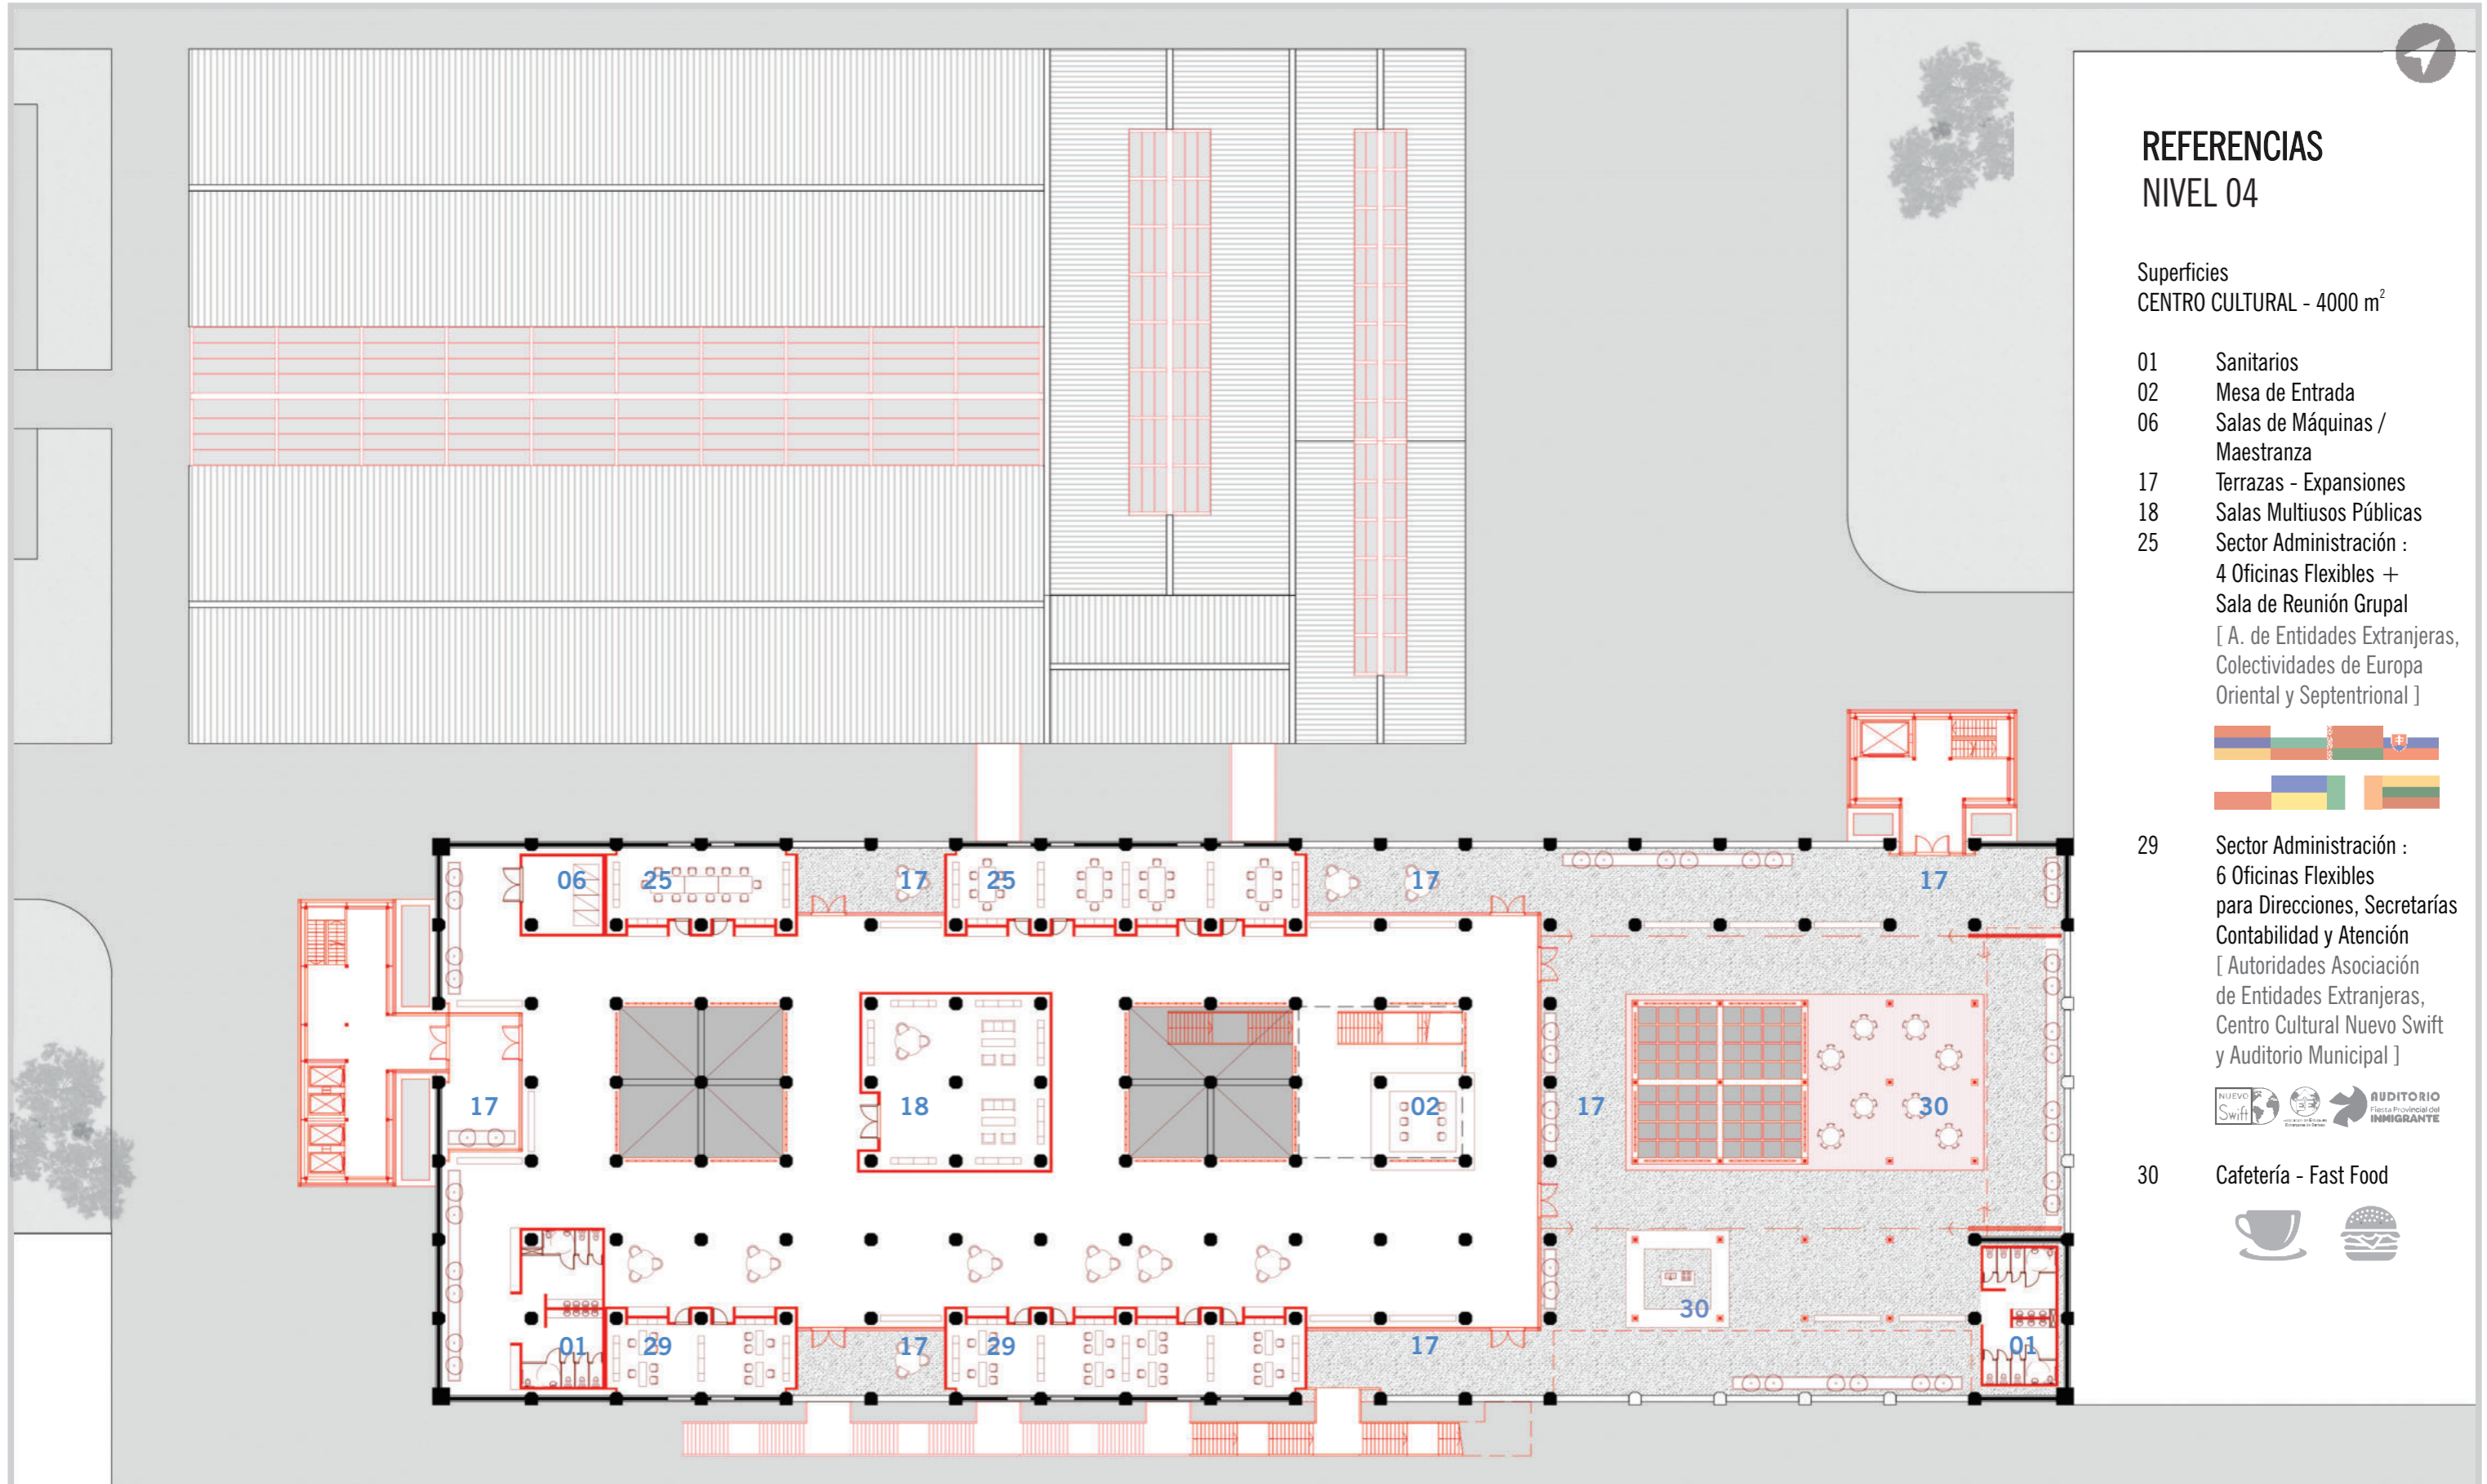 REFERENCIAS
NIVEL 04
Superficies
CENTRO CULTURAL - 4000 m²
01 Sanitarios
02 Mesa de Entrada
06 Salas de Máquinas /
Maestranza
17 Terrazas - Expansiones
18 Salas Multiusos Públicas
25 Sector Administración :
4 Oficinas Flexibles +
Sala de Reunión Grupal
[ A. de Entidades Extranjeras,
Colectividades de Europa
Oriental y Septentrional ]
29 Sector Administración :
6 Oficinas Flexibles
para Direcciones, Secretarías
Contabilidad y Atención
[ Autoridades Asociación
de Entidades Extranjeras,
Centro Cultural Nuevo Swift
y Auditorio Municipal ]
NUEVO
Swift
AUDITORIO
Fiesta Provincial del
INMIGRANTE
30 Cafetería - Fast Food
06 25 17 25 17 17
17 18 02 17 30
30
01 29 17 29 17 01